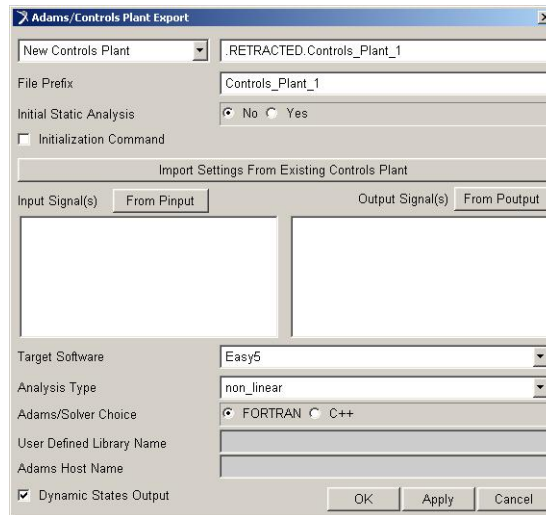 Adams/Controls Plant Export
New Controls Plant .RETRACTED.Controls_Plant_1
File Prefix Controls_Plant_1
Initial Static Analysis No Yes
Initialization Command
Import Settings From Existing Controls Plant
Input Signal(s) From Pinput Output Signal(s) From Poutput
Target Software Easy5
Analysis Type non_linear
Adams/Solver Choice FORTRAN C++
User Defined Library Name
Adams Host Name
Dynamic States Output OK Apply Cancel